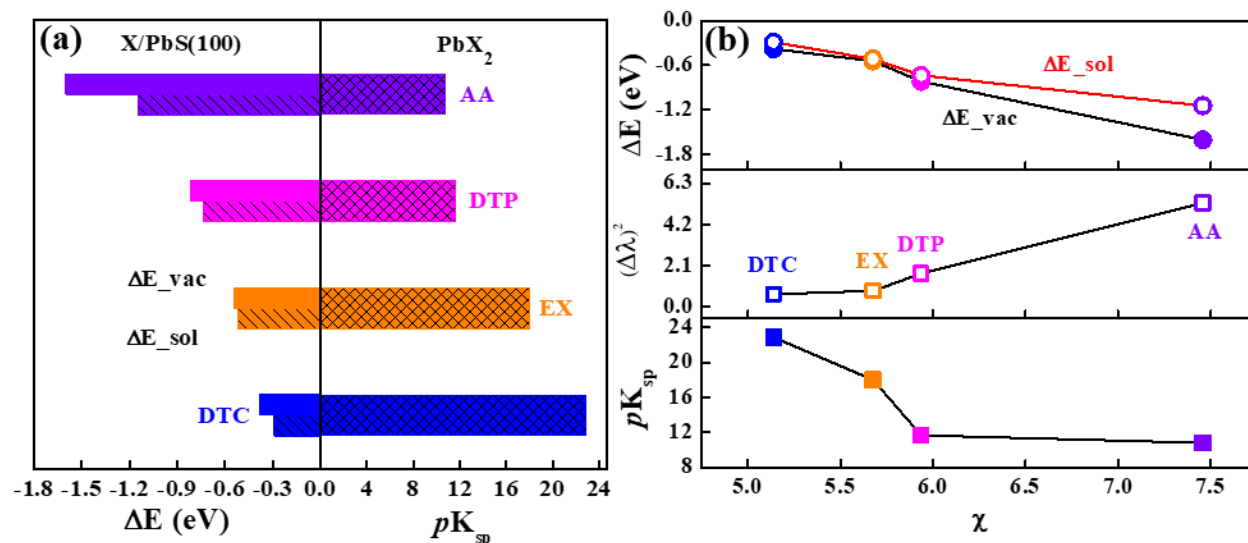 (a) X/PbS(100) PbX₂
AA
DTP
ΔE_vac
EX
ΔE_sol
DTC
-1.8 -1.5 -1.2 -0.9 -0.6 -0.3 0.0 4 8 12 16 20 24
ΔE (eV) pKsp
(b)
0.0
-0.6
-1.2
-1.8
ΔE (eV)
ΔE_sol
ΔE_vac
6.3
4.2
2.1
0.0
(Δλ)²
DTC EX DTP AA
24
20
16
12
8
pKsp
5.0 5.5 6.0 6.5 7.0 7.5
χ